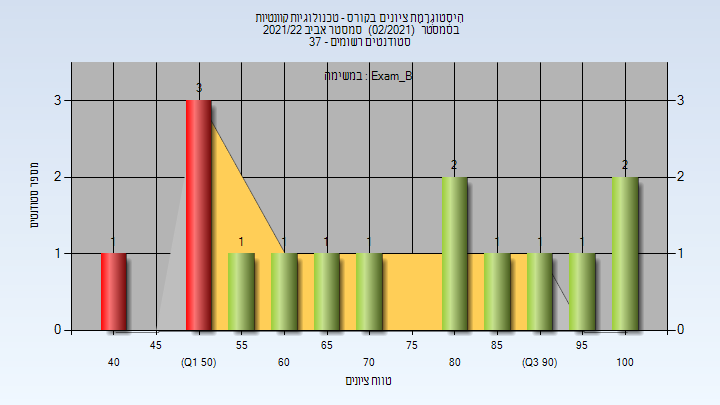 היסטוגרמת ציונים בקורס - טכנולוגיות קוונטיות
בסמסטר (02/2021) סמסטר אביב 2021/22
סטודנטים רשומים - 37
במשימה : Exam_B
מספר סטודנטים
3 3
2 2
1 1
0 0
1 3 1 1 1 1 2 1 1 1 2
45 55 65 75 85 95
40 (Q1 50) 60 70 80 (Q3 90) 100
טווח ציונים